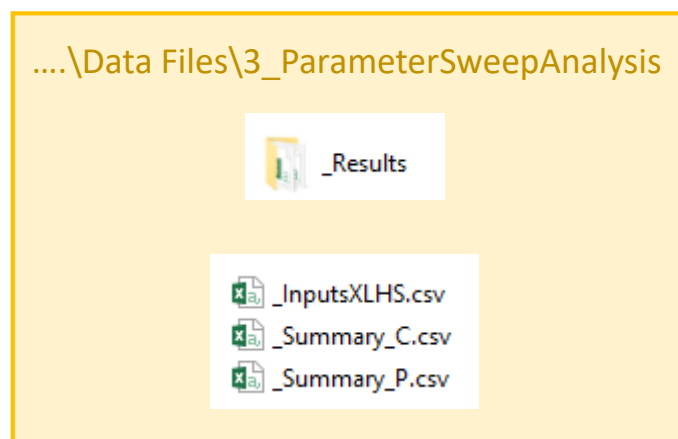 ....\Data Files\3_ParameterSweepAnalysis
_Results
_InputsXLHS.csv
_Summary_C.csv
_Summary_P.csv